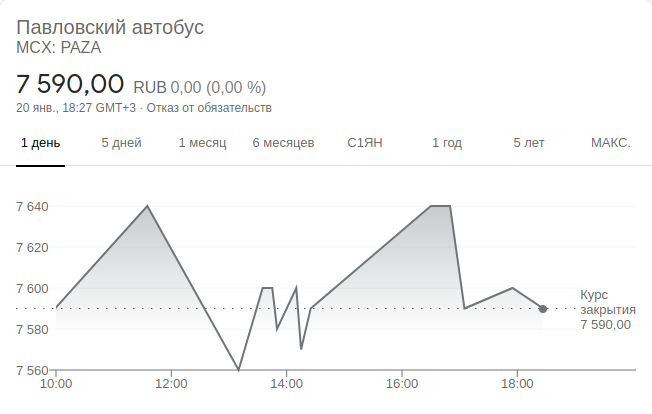 Павловский автобус
MCX: PAZA
7 590,00 RUB 0,00 (0,00 %)
20 янв., 18:27 GMT+3 · Отказ от обязательств
1 день 5 дней 1 месяц 6 месяцев С1ЯН 1 год 5 лет МАКС.
7 640
7 620
7 600
7 580
7 560
Курс
закрытия
7 590,00
10:00 12:00 14:00 16:00 18:00